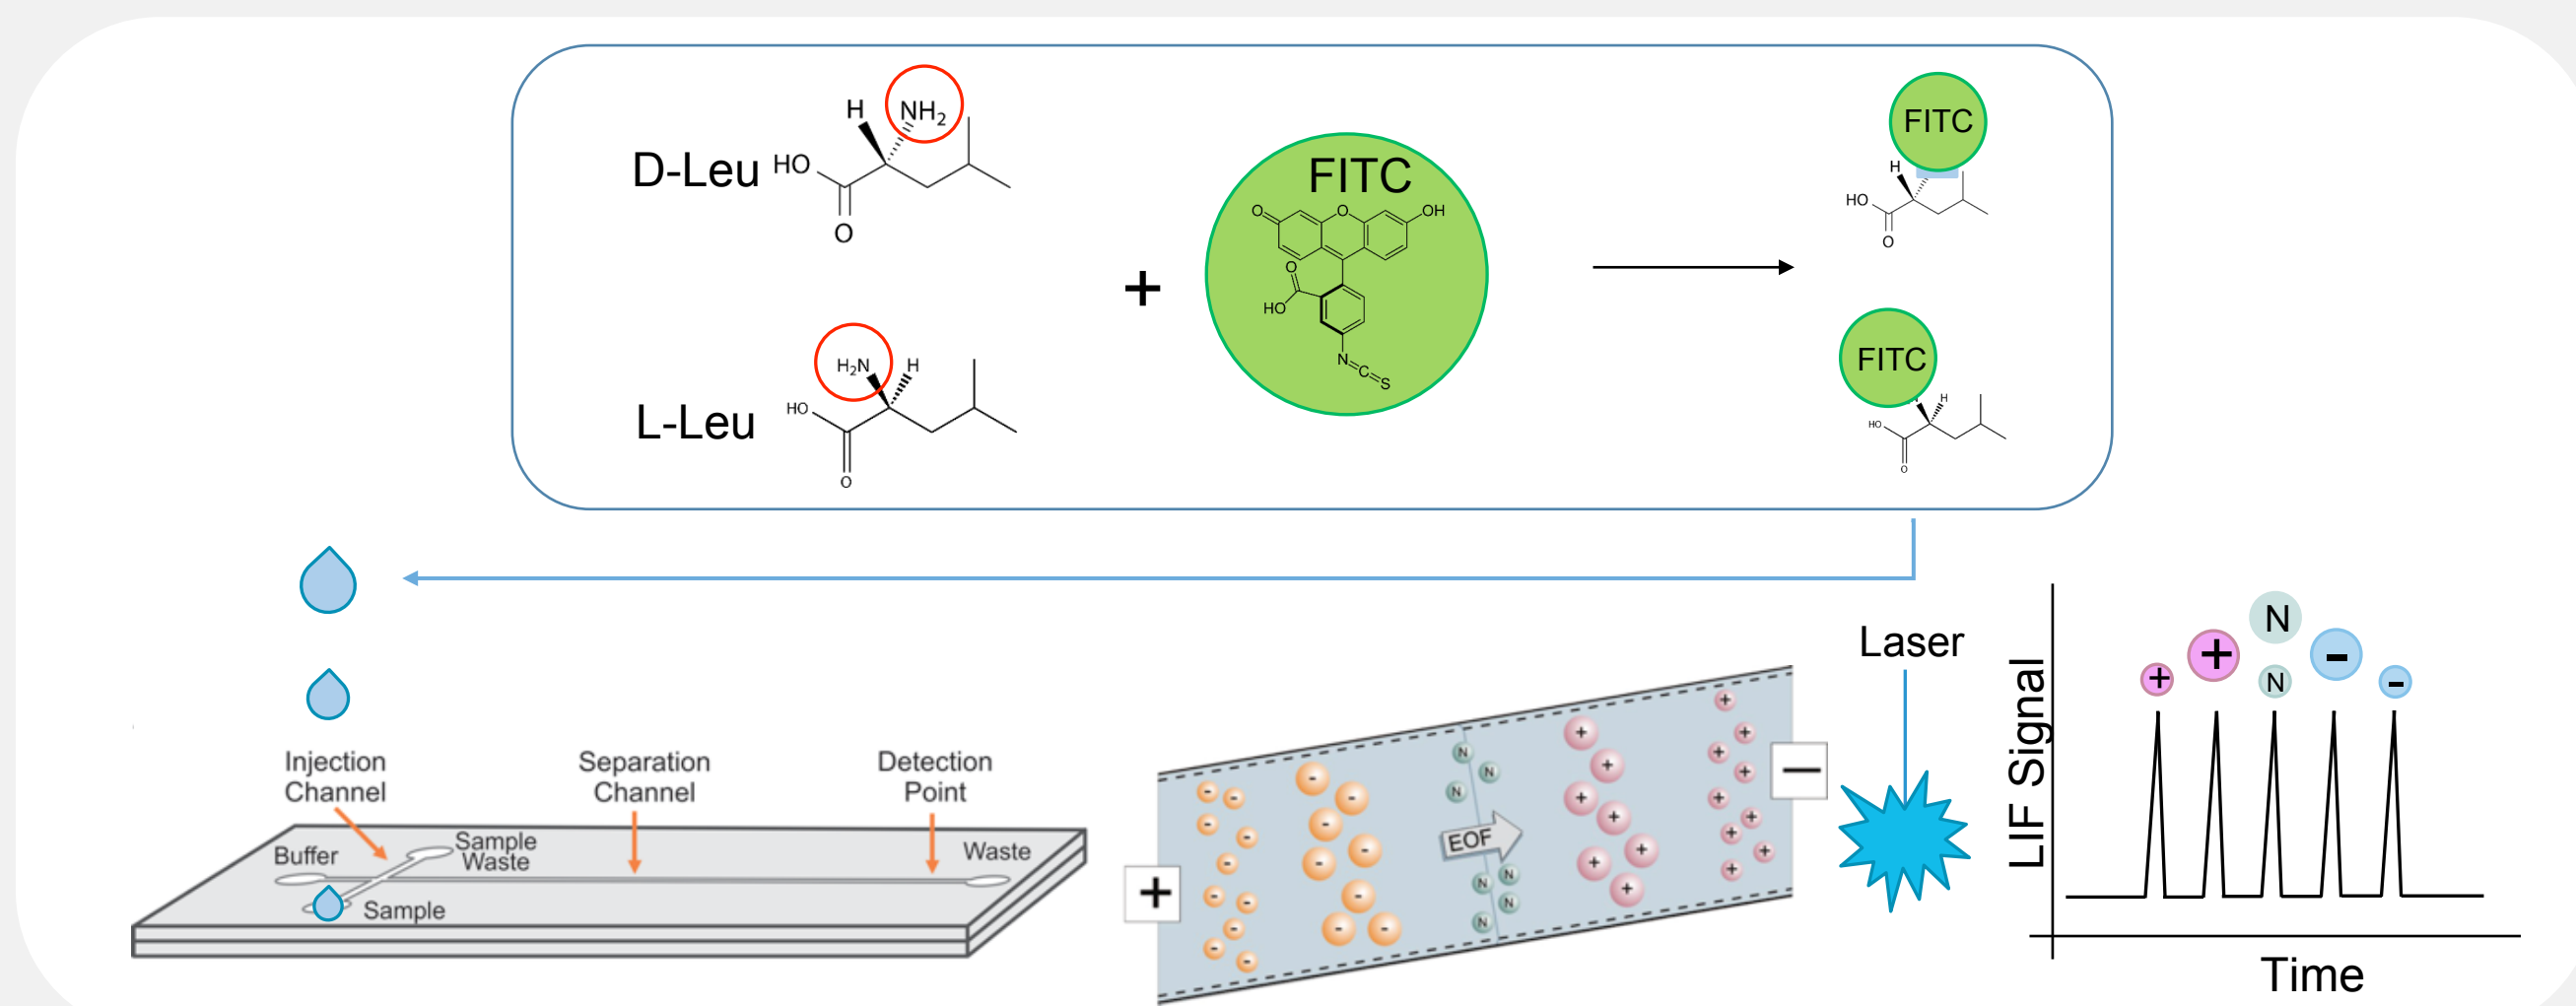 D-Leu
H
NH2
HO
O
L-Leu
H2N
H
HO
O
+
FITC
O
O
OH
O
HO
N
C
S
FITC
H
HO
O
FITC
H
HO
O
Injection
Channel
Separation
Channel
Detection
Point
Buffer
Sample
Waste
Waste
Sample
+
EOF
N
N
N
N
N
N
N
−
Laser
LIF Signal
+
+
N
N
-
-
Time